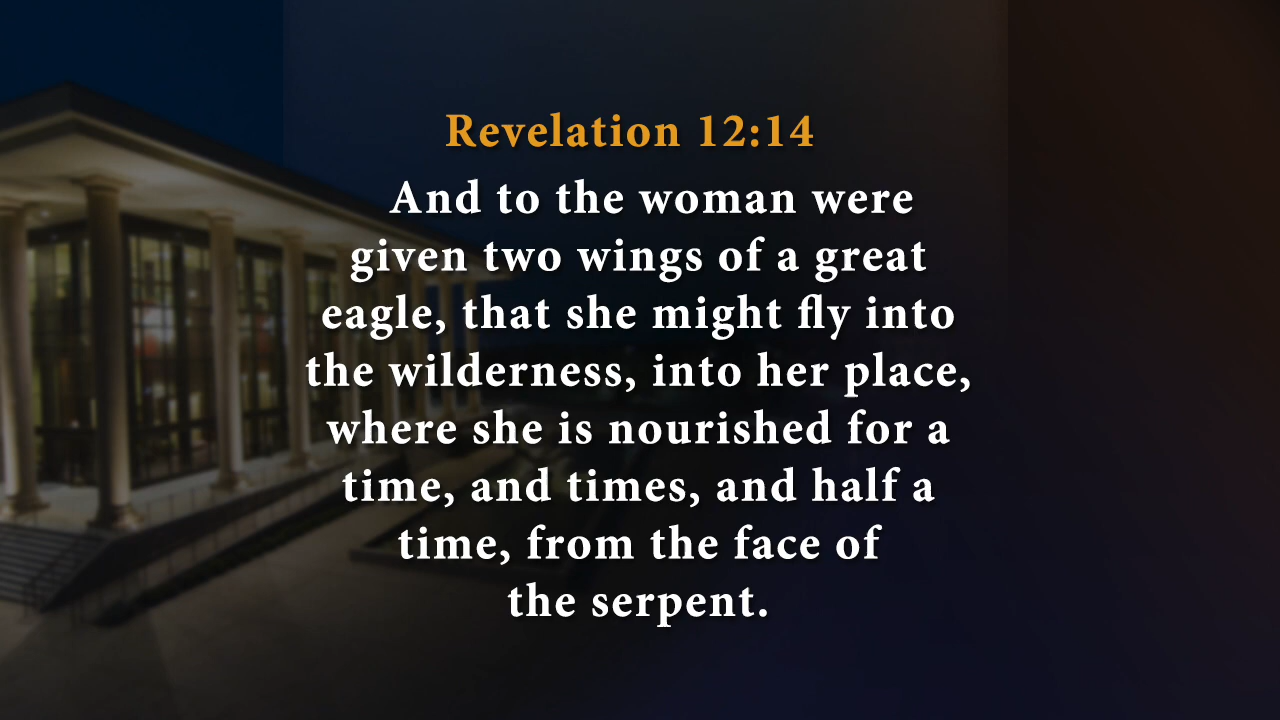 Revelation 12:14
And to the woman were
given two wings of a great
eagle, that she might fly into
the wilderness, into her place,
where she is nourished for a
time, and times, and half a
time, from the face of
the serpent.